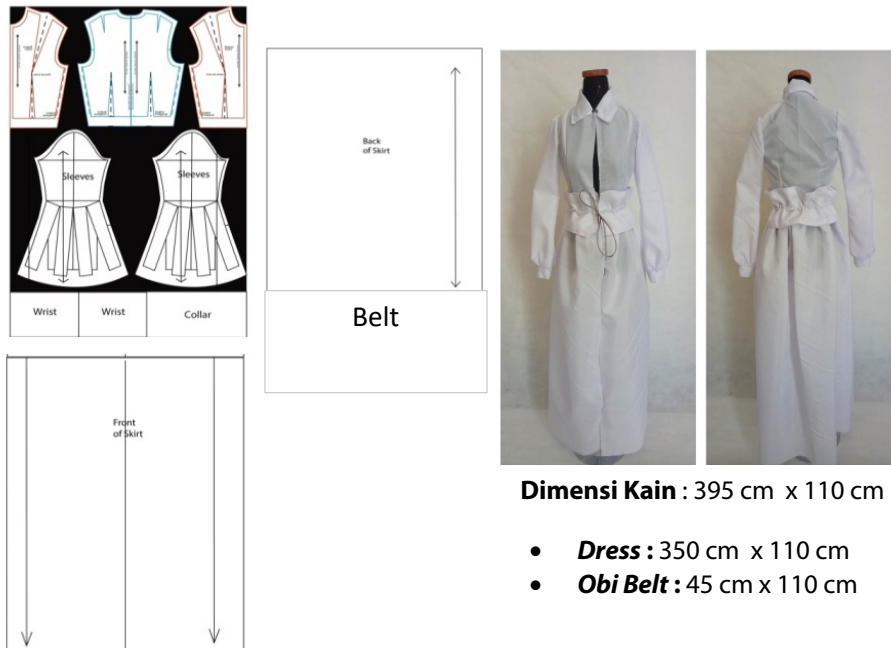 Sleeves
Sleeves
Wrist
Wrist
Collar
Back
of Skirt
Belt
Front
of Skirt
Dimensi Kain : 395 cm x 110 cm
• Dress : 350 cm x 110 cm
• Obi Belt : 45 cm x 110 cm